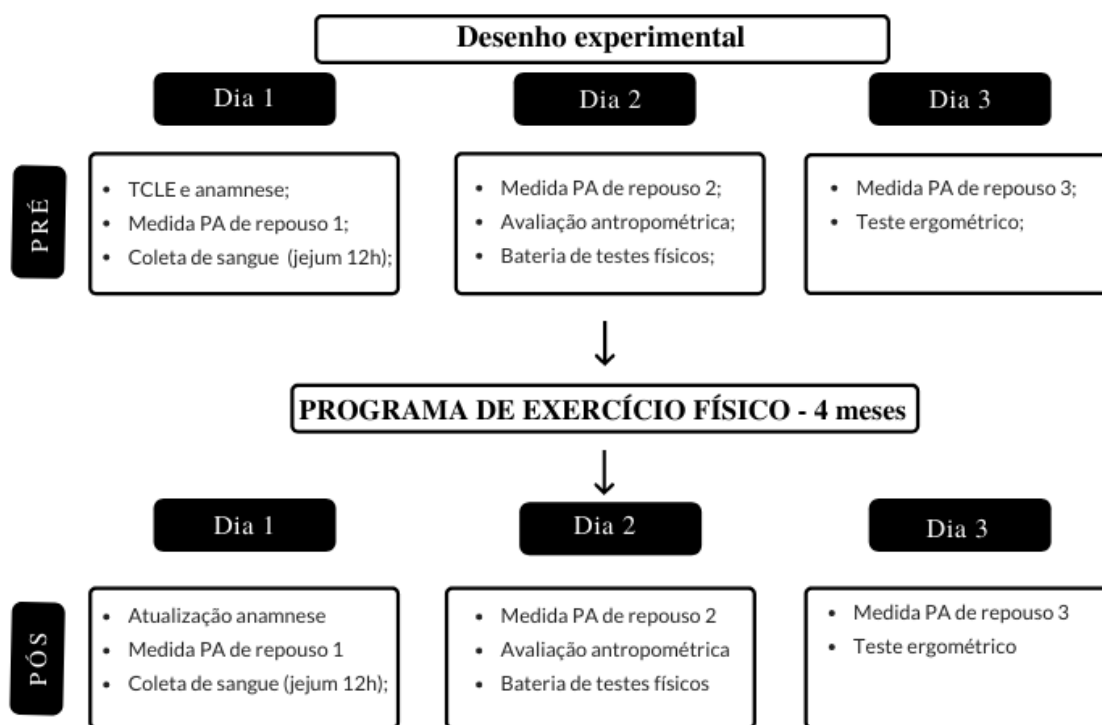 Desenho experimental
Dia 1
Dia 2
Dia 3
PRÉ
• TCLE e anamnese;
• Medida PA de repouso 1;
• Coleta de sangue (jejum 12h);
• Medida PA de repouso 2;
• Avaliação antropométrica;
• Bateria de testes físicos;
• Medida PA de repouso 3;
• Teste ergométrico;
PROGRAMA DE EXERCÍCIO FÍSICO - 4 meses
Dia 1
Dia 2
Dia 3
PÓS
• Atualização anamnese
• Medida PA de repouso 1
• Coleta de sangue (jejum 12h);
• Medida PA de repouso 2
• Avaliação antropométrica
• Bateria de testes físicos
• Medida PA de repouso 3
• Teste ergométrico